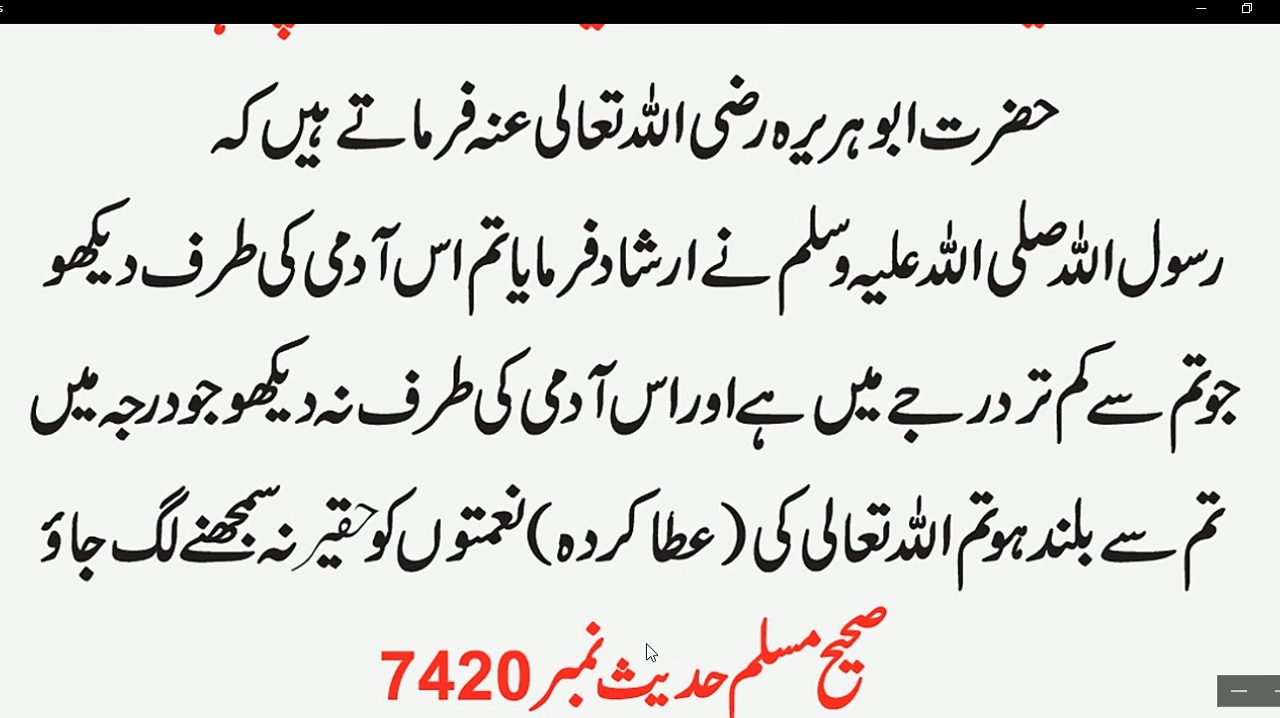 حضرت ابو ہریرہ رضی اللہ تعالی عنہ فرماتے ہیں کہ
رسول اللہ صلی اللہ علیہ وسلم نے ارشاد فرمایا تم اس آدمی کی طرف دیکھو
جو تم سے کم تر درجے میں ہے اور اس آدمی کی طرف نہ دیکھو جو درجہ میں
تم سے بلند ہو تم اللہ تعالی کی (عطا کردہ) نعمتوں کو حقیر نہ سمجھنے لگ جاؤ
صحیح مسلم حدیث نمبر 7420